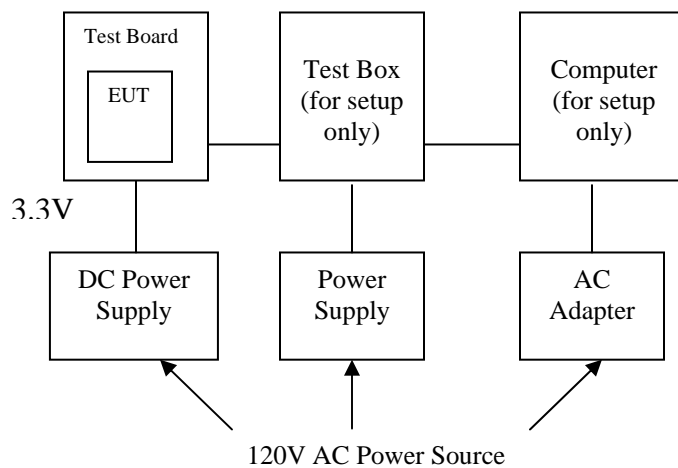 Test Board
EUT
Test Box
(for setup
only)
Computer
(for setup
only)
3.3V
DC Power
Supply
Power
Supply
AC
Adapter
120V AC Power Source